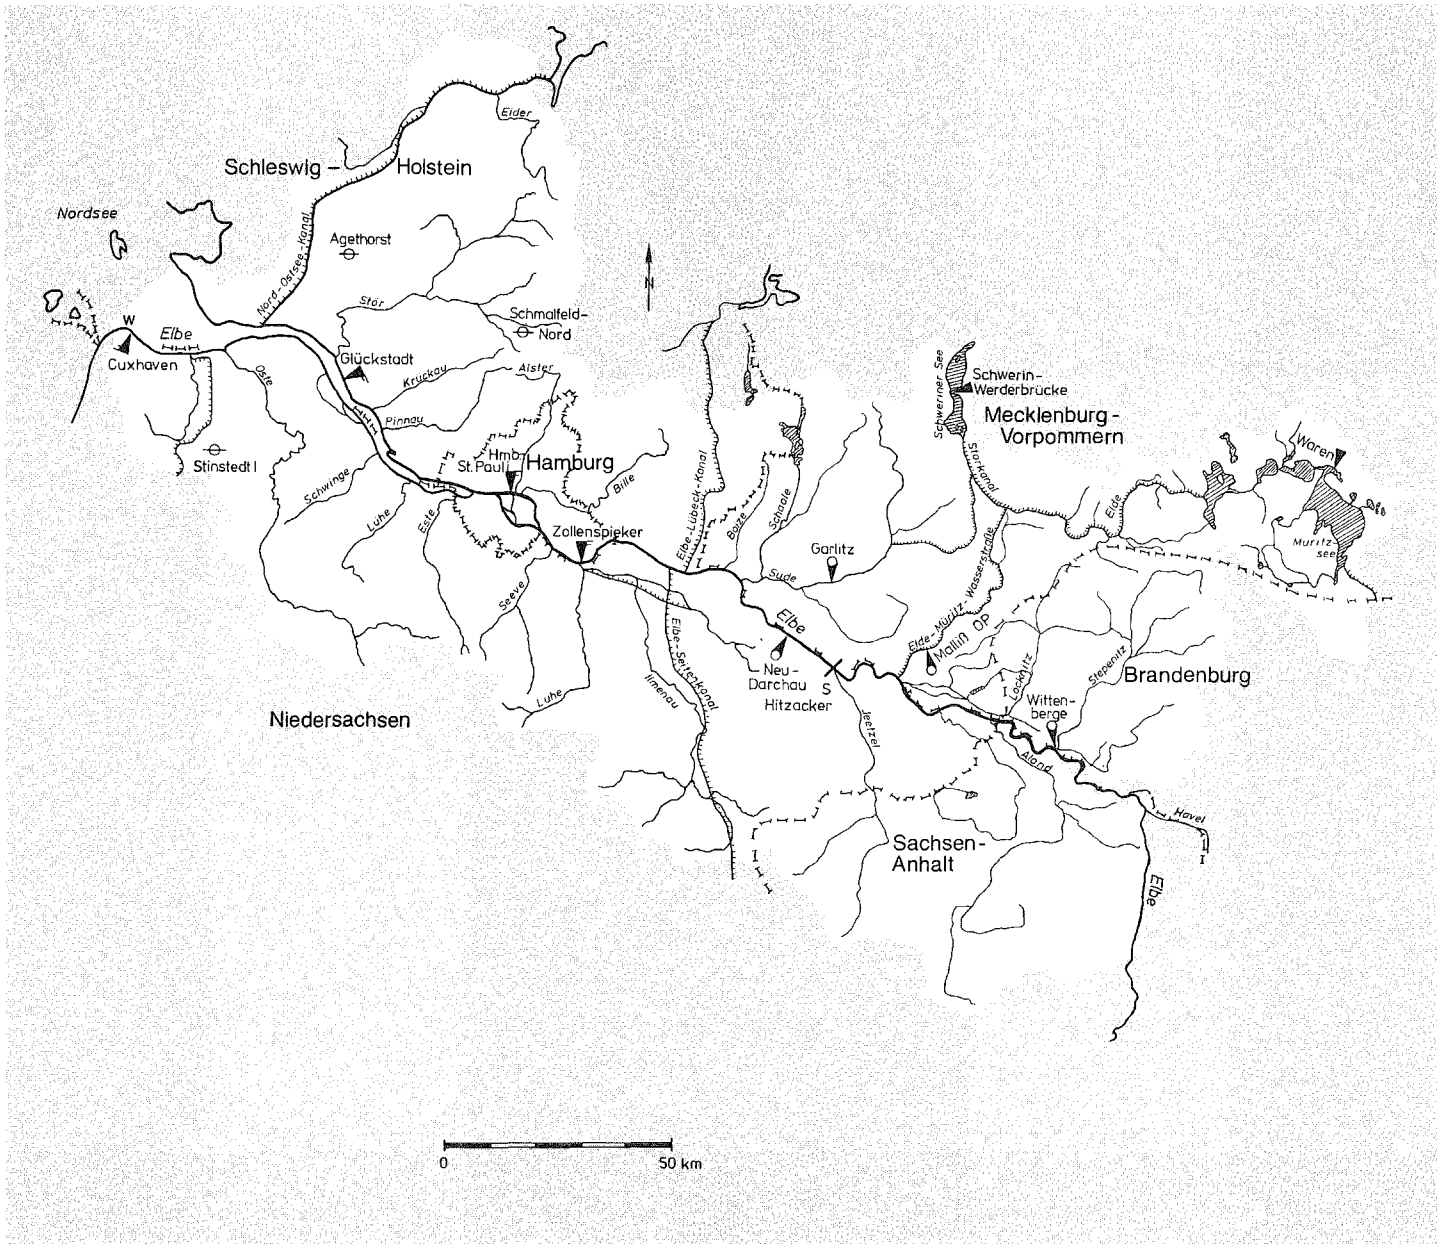 Eider
Schleswig -
Holstein
Nordsee
Nord-Ostsee-Kanal
Agethorst
N
Stör
Schmalfeld-
Nord
W
Elbe
Cuxhaven
Oste
Glückstadt
Krückau
Alster
Pinnau
Schweriner See
Schwerin-
Werderbrücke
Mecklenburg -
Vorpommern
Störkanal
Waren
Stinstedt I
Hmb-
St. Pauli
Hamburg
Schwinge
Lühe
Este
Bille
Elbe-Lübeck-Kanal
Boize
Schaale
Elde
Müritz-
see
Zollenspieker
Garlitz
Sude
Seeve
Elbe
Elde-Müritz-Wasserstraße
Malliß OP
Neu-
Darchau
Hitzacker
S
Löcknitz
Stepenitz
Brandenburg
Witten-
berge
Luhe
Ilmenau
Elbe-Seitenkanal
Jeetzel
Aland
Niedersachsen
Havel
Sachsen-
Anhalt
Elbe
0
50 km